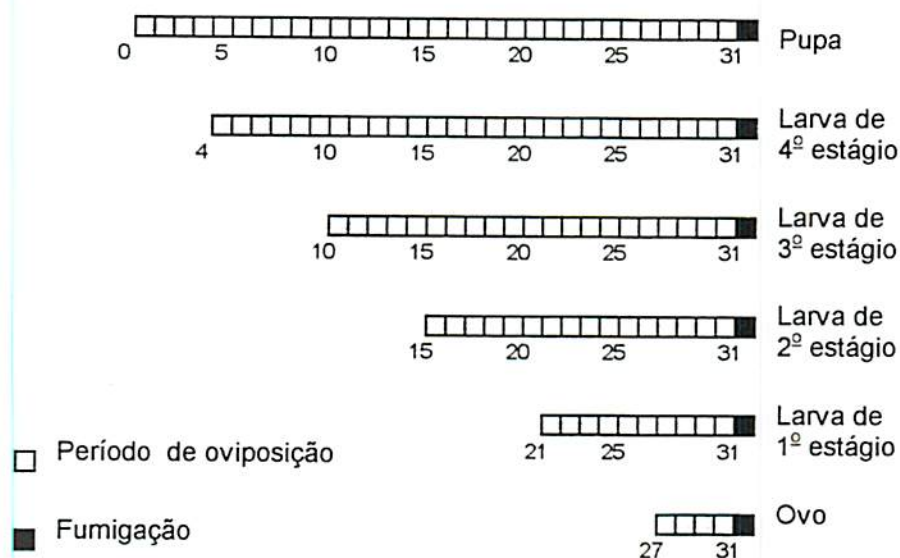 Pupa
0 5 10 15 20 25 31
Larva de
4º estágio
4 10 15 20 25 31
Larva de
3º estágio
10 15 20 25 31
Larva de
2º estágio
15 20 25 31
Larva de
1º estágio
21 25 31
Período de oviposição
Ovo
27 31
Fumigação